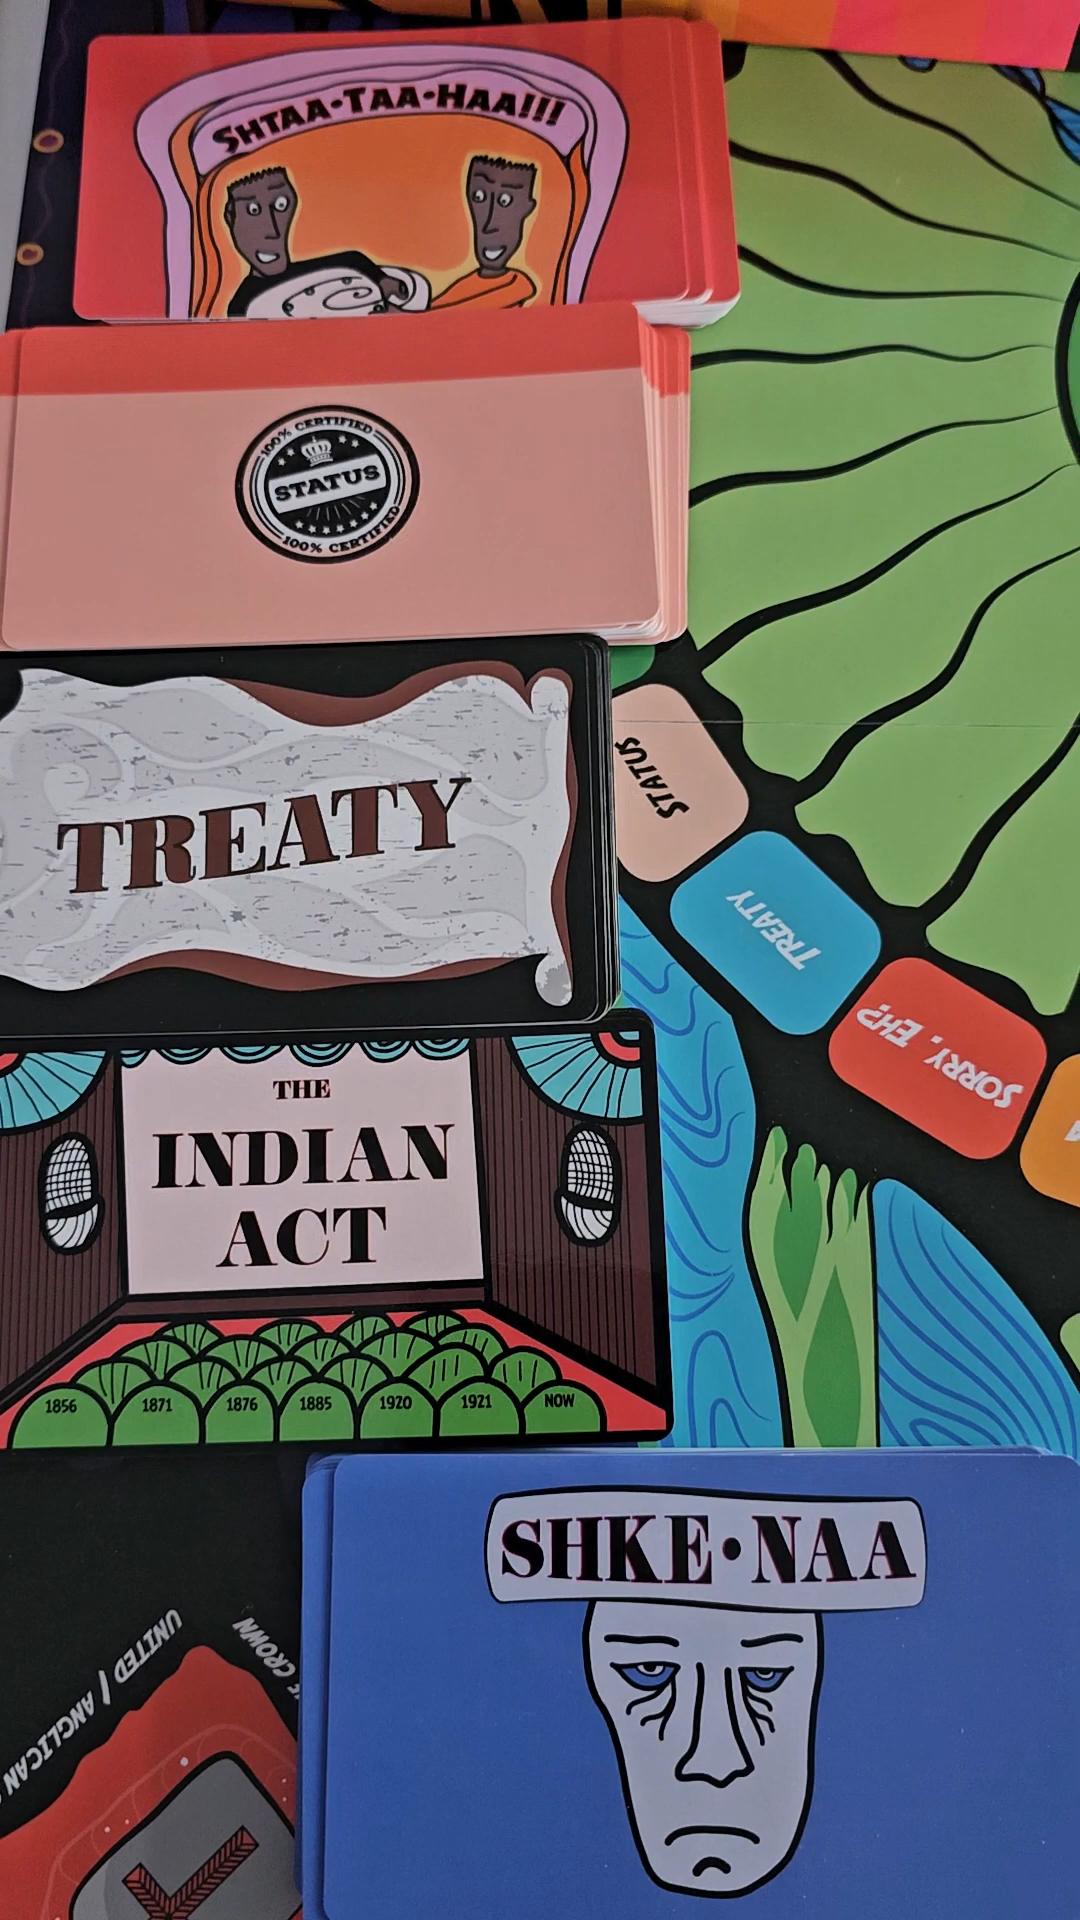 SHTAA•TAA•HAA!!!
100% CERTIFIED
STATUS
100% CERTIFIED
TREATY
STATUS
TREATY
SORRY, EH?
THE
INDIAN
ACT
1856 1871 1876 1885 1920 1921 NOW
SHKE•NAA
UNITED / ANGLICAN
CROWN